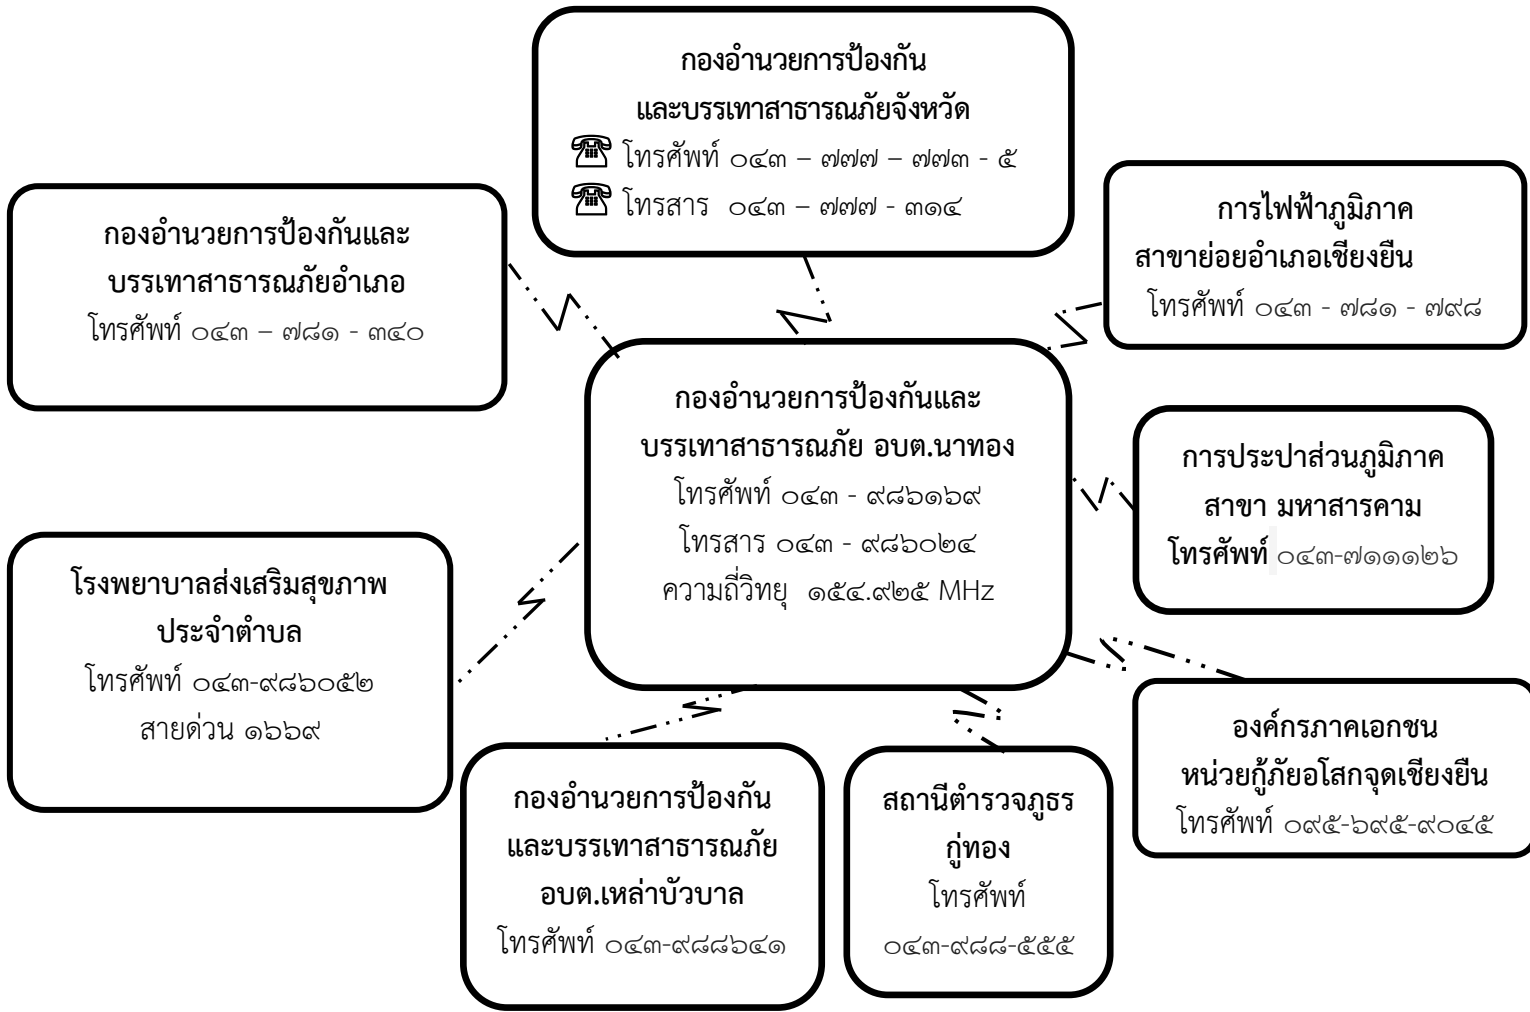 กองอำนวยการป้องกัน
และบรรเทาสาธารณภัยจังหวัด
โทรศัพท์ ๐๔๓ – ๗๗๗ – ๗๗๓ - ๕
โทรสาร ๐๔๓ – ๗๗๗ - ๓๑๔
กองอำนวยการป้องกันและ
บรรเทาสาธารณภัยอำเภอ
โทรศัพท์ ๐๔๓ – ๗๘๑ - ๓๔๐
การไฟฟ้าภูมิภาค
สาขาย่อยอำเภอเชียงยืน
โทรศัพท์ ๐๔๓ - ๗๘๑ - ๗๙๘
กองอำนวยการป้องกันและ
บรรเทาสาธารณภัย อบต.นาทอง
โทรศัพท์ ๐๔๓ - ๙๘๖๑๖๙
โทรสาร ๐๔๓ - ๙๘๖๐๒๔
ความถี่วิทยุ ๑๕๔.๙๒๕ MHz
การประปาส่วนภูมิภาค
สาขา มหาสารคาม
โทรศัพท์ ๐๔๓-๗๑๑๑๒๖
โรงพยาบาลส่งเสริมสุขภาพ
ประจำตำบล
โทรศัพท์ ๐๔๓-๙๘๖๐๕๒
สายด่วน ๑๖๖๙
กองอำนวยการป้องกัน
และบรรเทาสาธารณภัย
อบต.เหล่าบัวบาล
โทรศัพท์ ๐๔๓-๙๘๘๖๔๑
สถานีตำรวจภูธร
กู่ทอง
โทรศัพท์
๐๔๓-๙๘๘-๕๕๕
องค์กรภาคเอกชน
หน่วยกู้ภัยอโสกจุดเชียงยืน
โทรศัพท์ ๐๙๕-๖๙๕-๙๐๔๕